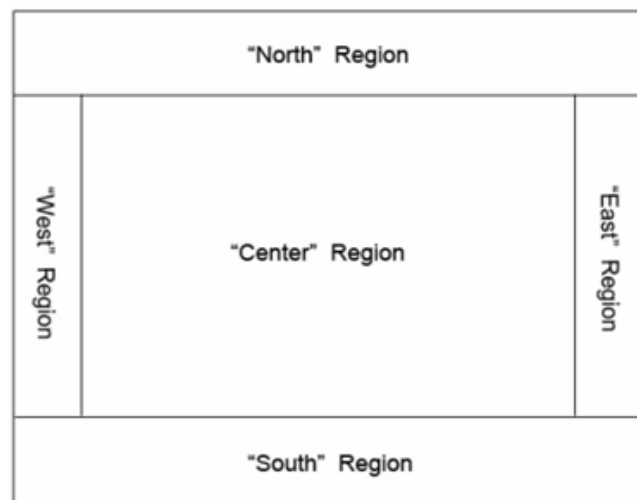 “North” Region
“West” Region
“Center” Region
“East” Region
“South” Region